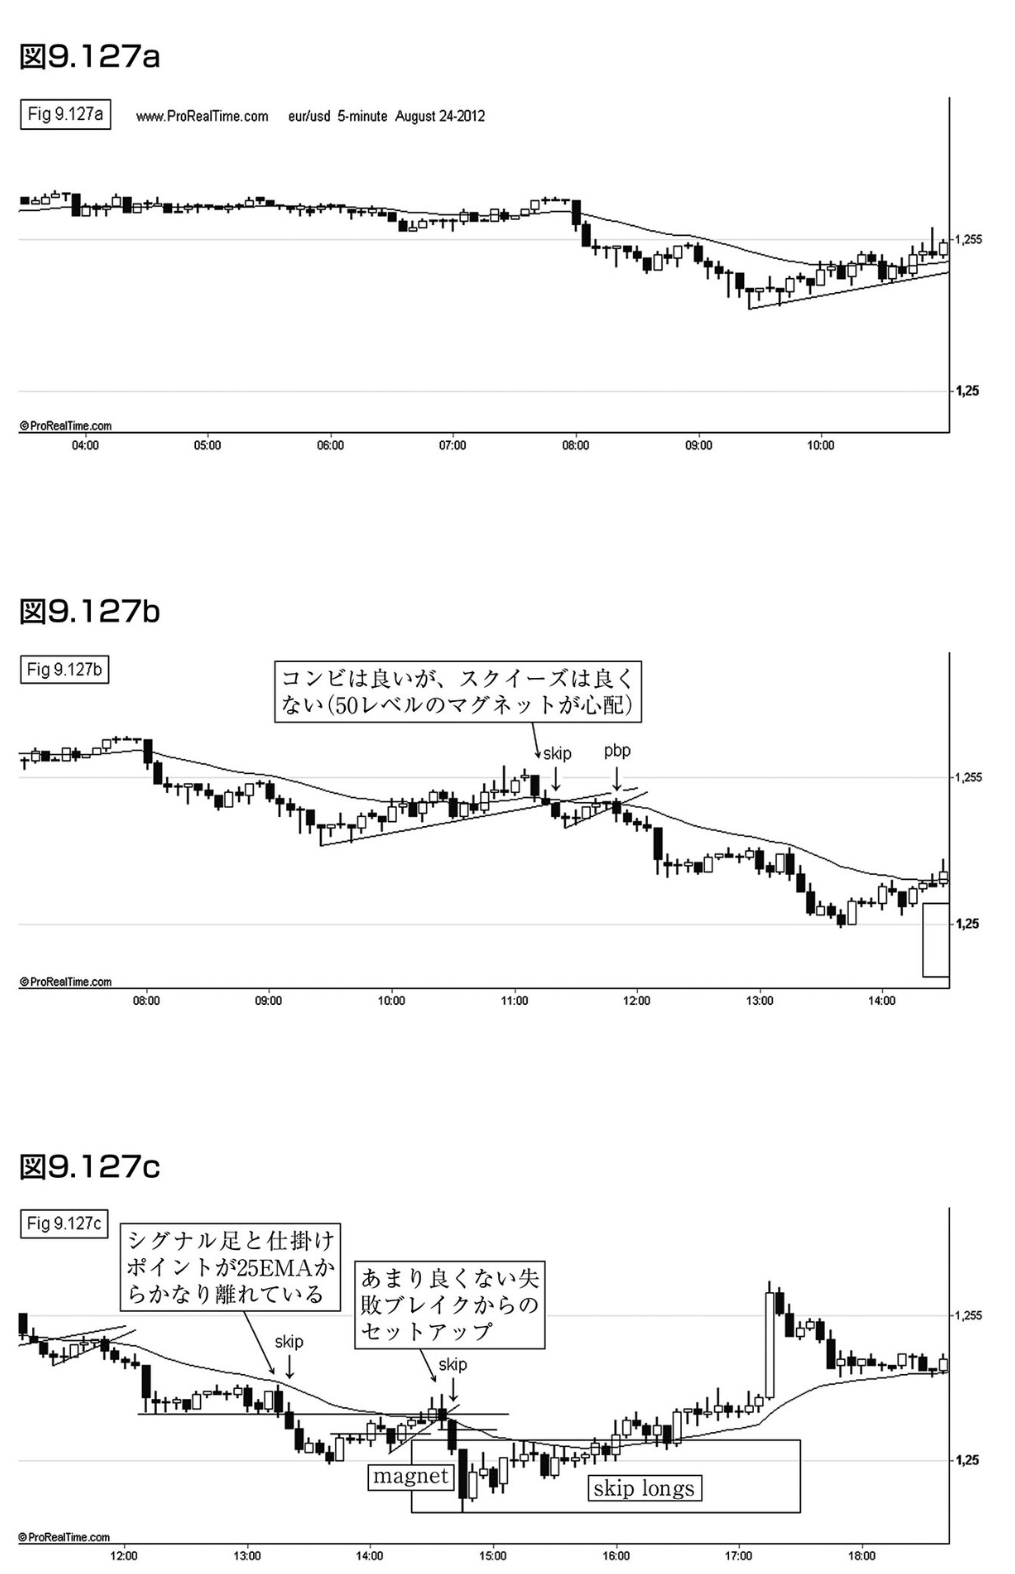 図9.127a
Fig 9.127a www.ProRealTime.com eur/usd 5-minute August 24-2012
1,255
1,25
© ProRealTime.com
04:00 05:00 06:00 07:00 08:00 09:00 10:00
図9.127b
Fig 9.127b
コンビは良いが、スクイーズは良く
ない（50レベルのマグネットが心配）
skip pbp
1,255
1,25
© ProRealTime.com
08:00 09:00 10:00 11:00 12:00 13:00 14:00
図9.127c
Fig 9.127c
シグナル足と仕掛け
ポイントが25EMAか
らかなり離れている
あまり良くない失
敗ブレイクからの
セットアップ
skip
skip
1,255
1,25
magnet
skip longs
© ProRealTime.com
12:00 13:00 14:00 15:00 16:00 17:00 18:00